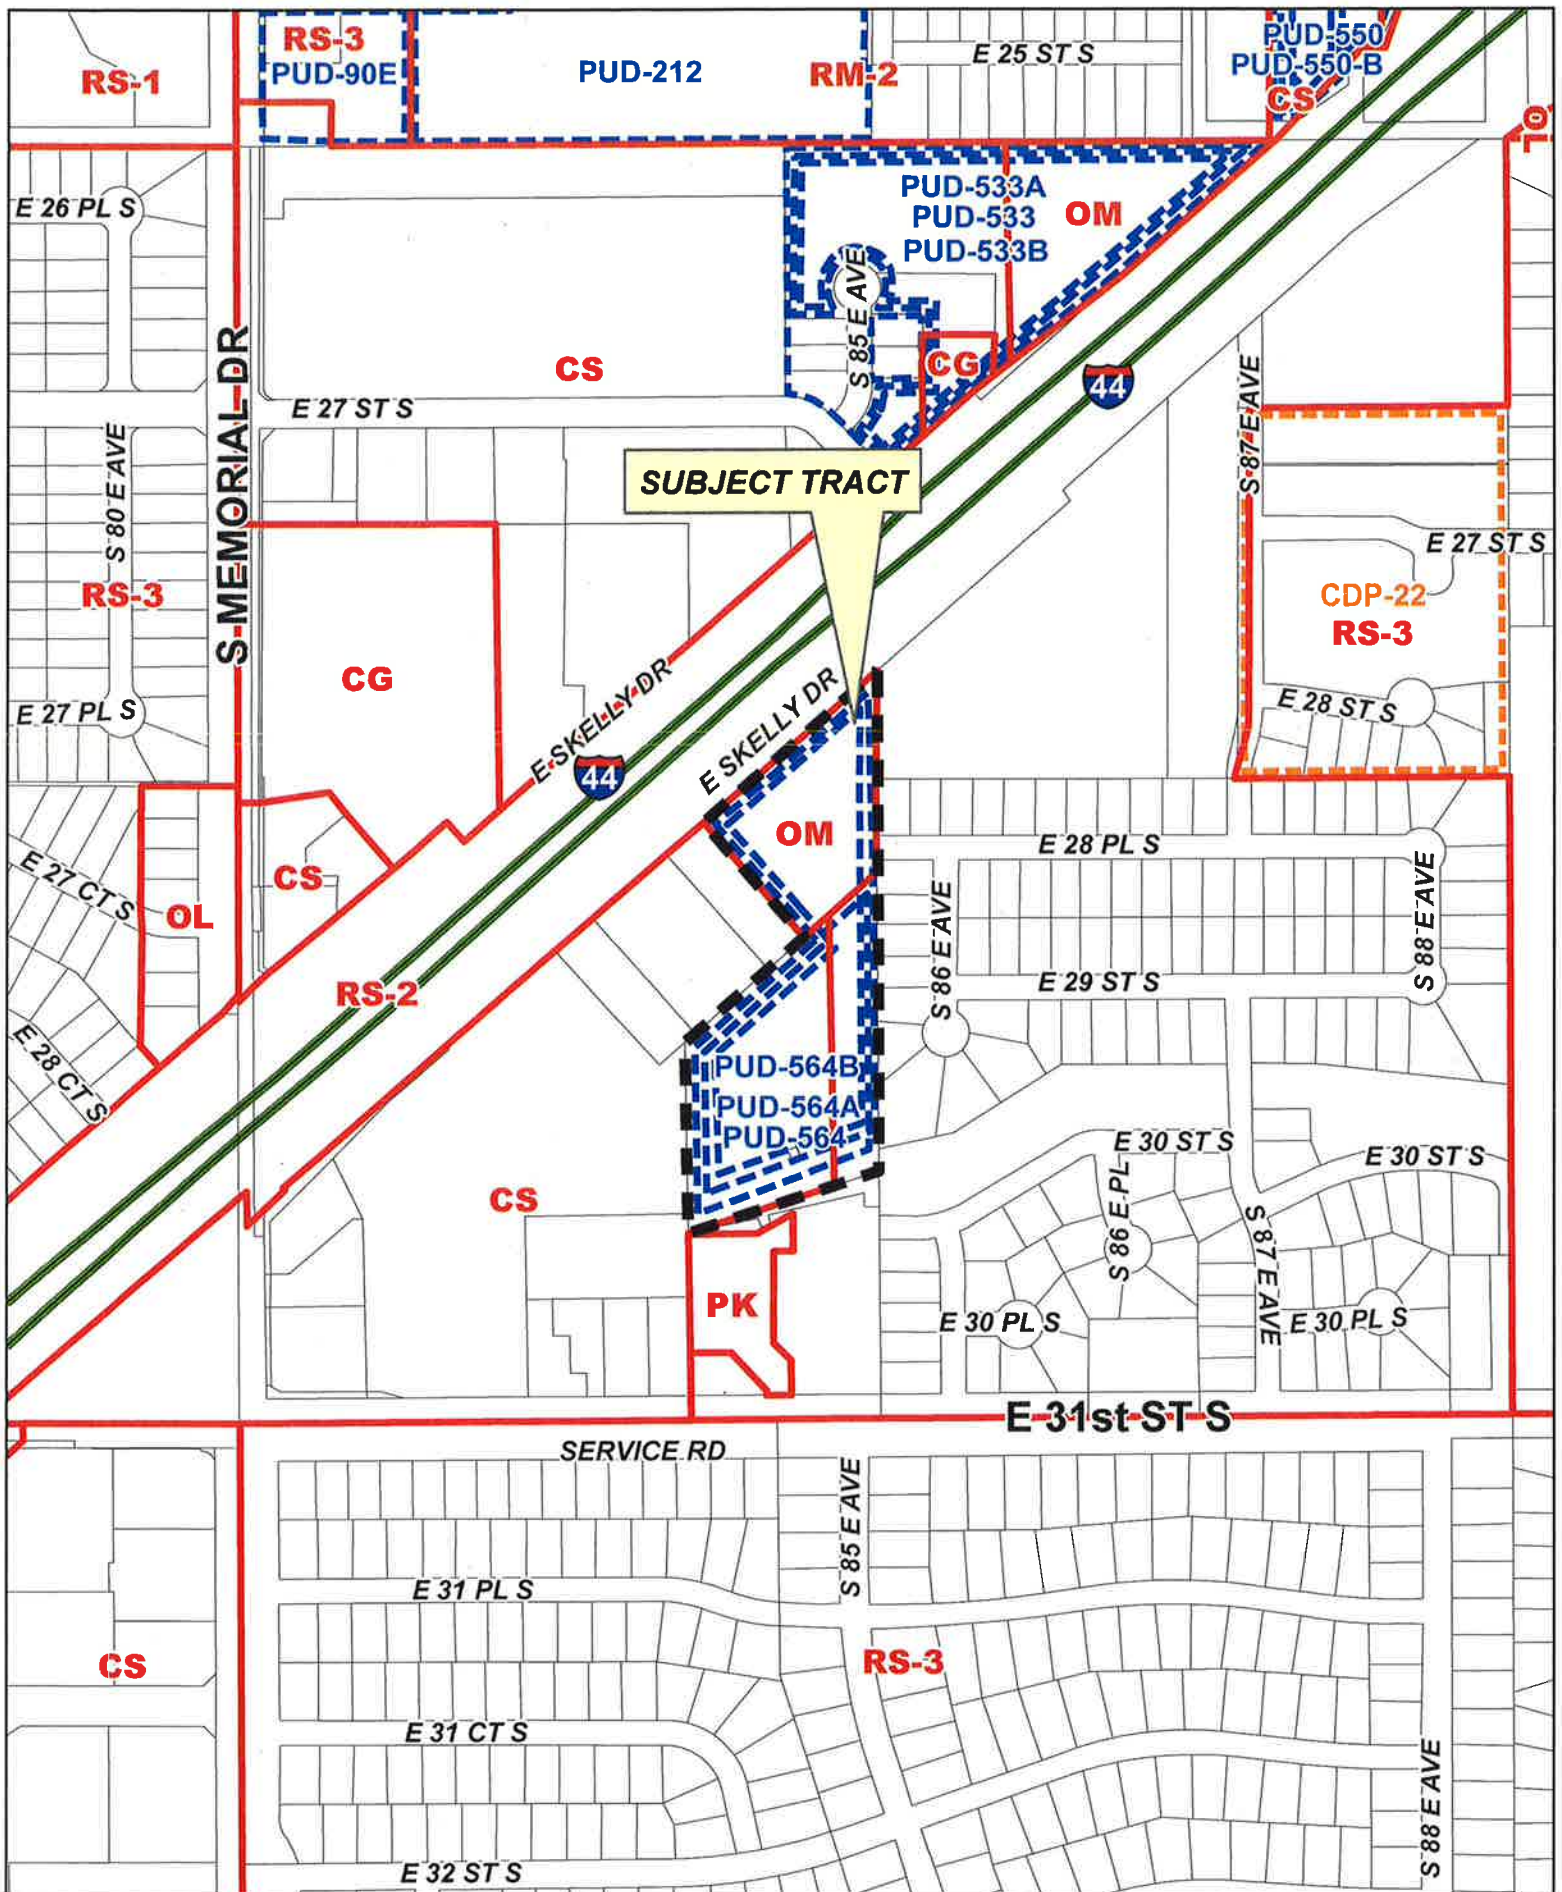 RS-1
RS-3
PUD-90E
PUD-212
RM-2
E 25 ST S
PUD-550
PUD-550-B
CS
OL
E 26 PL S
PUD-533A
PUD-533
PUD-533B
OM
S 85 E AVE
CG
CS
44
E 27 ST S
S MEMORIAL DR
S 80 E AVE
RS-3
SUBJECT TRACT
S 87 E AVE
E 27 ST S
CDP-22
RS-3
E 28 ST S
CG
E 27 PL S
E SKELLY DR
44
E SKELLY DR
OM
E 28 PL S
E 27 CT S
CS
OL
S 86 E AVE
S 88 E AVE
E 29 ST S
RS-2
E 28 CT S
PUD-564B
PUD-564A
PUD-564
E 30 ST S
E 30 ST S
S 86 E PL
CS
S 87 E AVE
PK
E 30 PL S
E 30 PL S
E 31st ST S
SERVICE RD
S 85 E AVE
E 31 PL S
CS
RS-3
E 31 CT S
S 88 E AVE
E 32 ST S